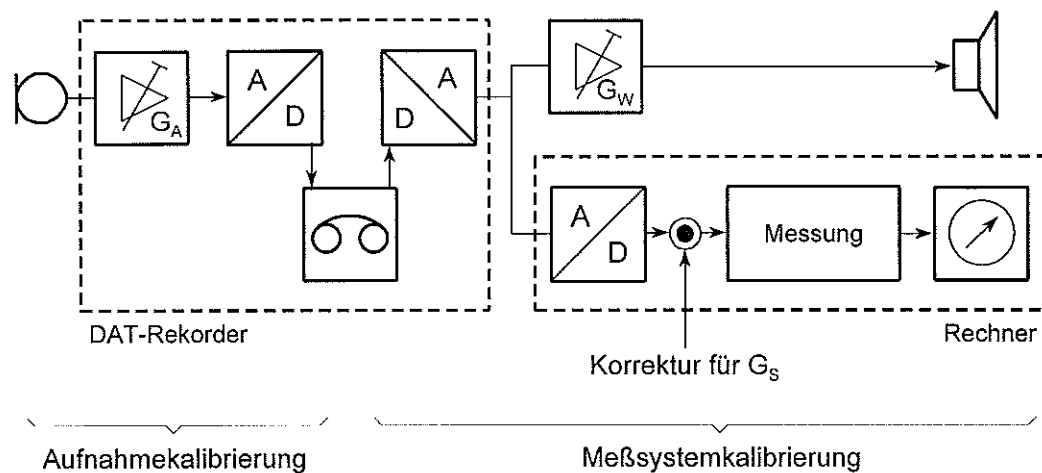 G_A
A
D
A
D
G_W
A
D
Messung
DAT-Rekorder
Rechner
Korrektur für G_S
Aufnahmekalibrierung
Meßsystemkalibrierung